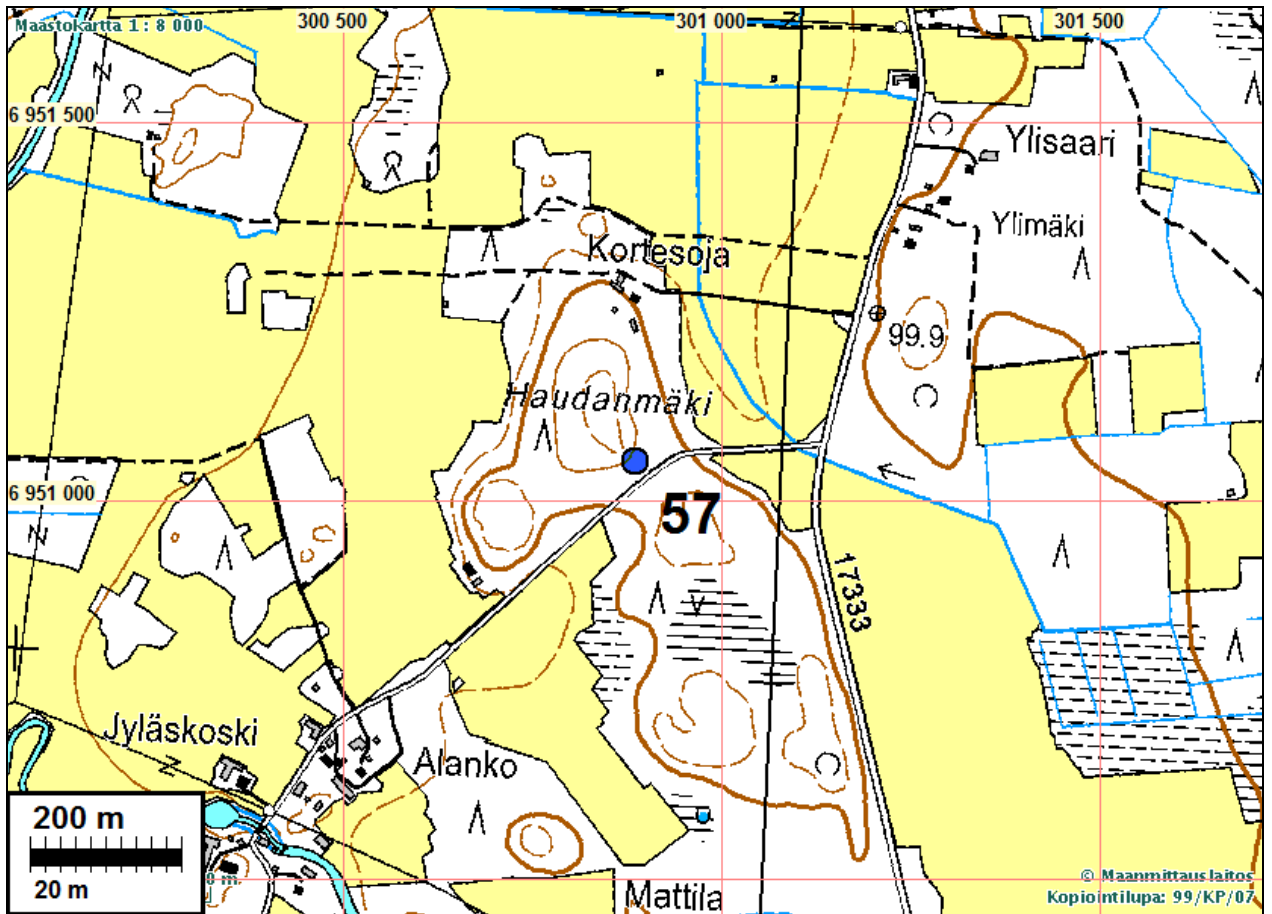 Maastokartta 1 : 8 000
300 500
301 000
301 500
6 951 500
Ylisaari
Ylimäki
Kortesoja
99.9
Haudanmäki
6 951 000
57
17333
Jyläskoski
Alanko
200 m
20 m
Mattila
© Maanmittauslaitos
Kopiointilupa: 99/KP/07